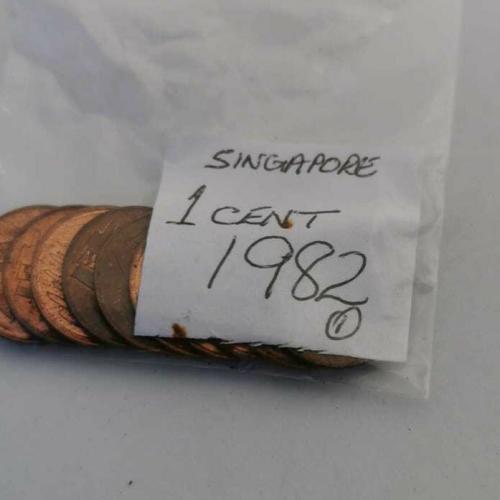 SINGAPORE
1 CENT
1982
1